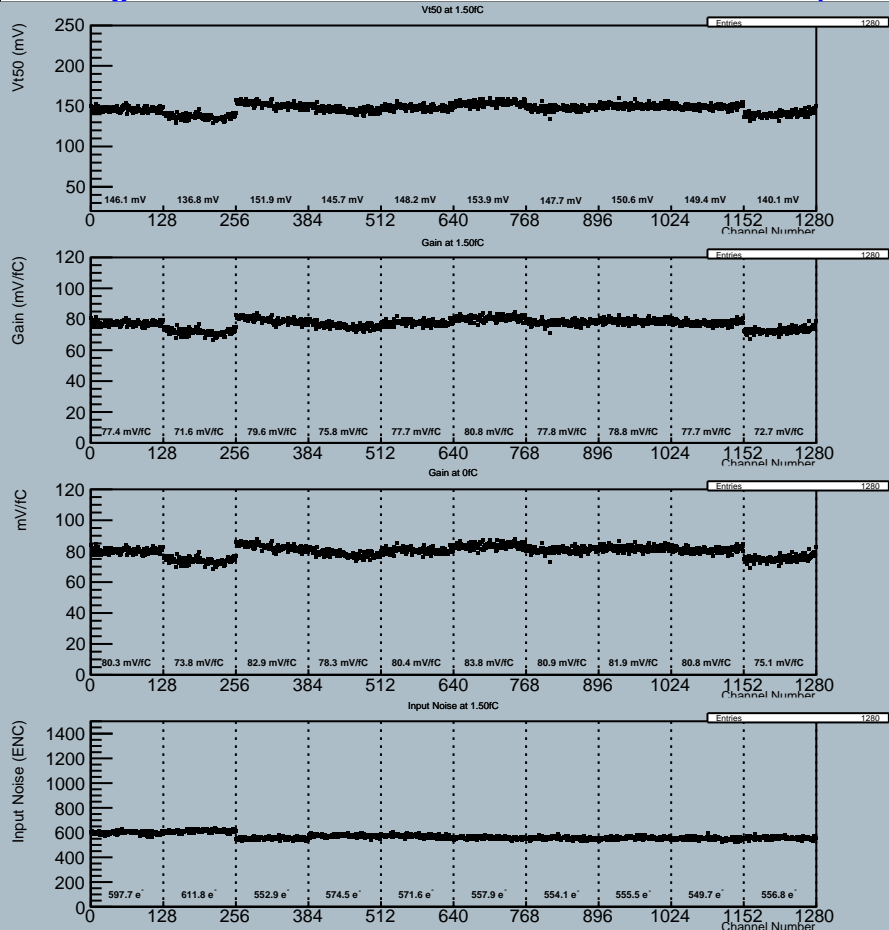 Vt50 at 1.50fC
Entries 1280
Vt50 (mV)
250
200
150
100
50
146.1 mV 136.8 mV 151.9 mV 145.7 mV 148.2 mV 153.9 mV 147.7 mV 150.6 mV 149.4 mV 140.1 mV
0 128 256 384 512 640 768 896 1024 1152 1280
Channel Number
Gain at 1.50fC
Entries 1280
Gain (mV/fC)
120
100
80
60
40
20
0
77.4 mV/fC 71.6 mV/fC 79.6 mV/fC 75.8 mV/fC 77.7 mV/fC 80.8 mV/fC 77.8 mV/fC 78.8 mV/fC 77.7 mV/fC 72.7 mV/fC
0 128 256 384 512 640 768 896 1024 1152 1280
Channel Number
Gain at 0fC
Entries 1280
mV/fC
120
100
80
60
40
20
0
80.3 mV/fC 73.8 mV/fC 82.9 mV/fC 78.3 mV/fC 80.4 mV/fC 83.8 mV/fC 80.9 mV/fC 81.9 mV/fC 80.8 mV/fC 75.1 mV/fC
0 128 256 384 512 640 768 896 1024 1152 1280
Channel Number
Input Noise at 1.50fC
Entries 1280
Input Noise (ENC)
1400
1200
1000
800
600
400
200
0
597.7 e⁻ 611.8 e⁻ 552.9 e⁻ 574.5 e⁻ 571.6 e⁻ 557.9 e⁻ 554.1 e⁻ 555.5 e⁻ 549.7 e⁻ 556.8 e⁻
0 128 256 384 512 640 768 896 1024 1152 1280
Channel Number